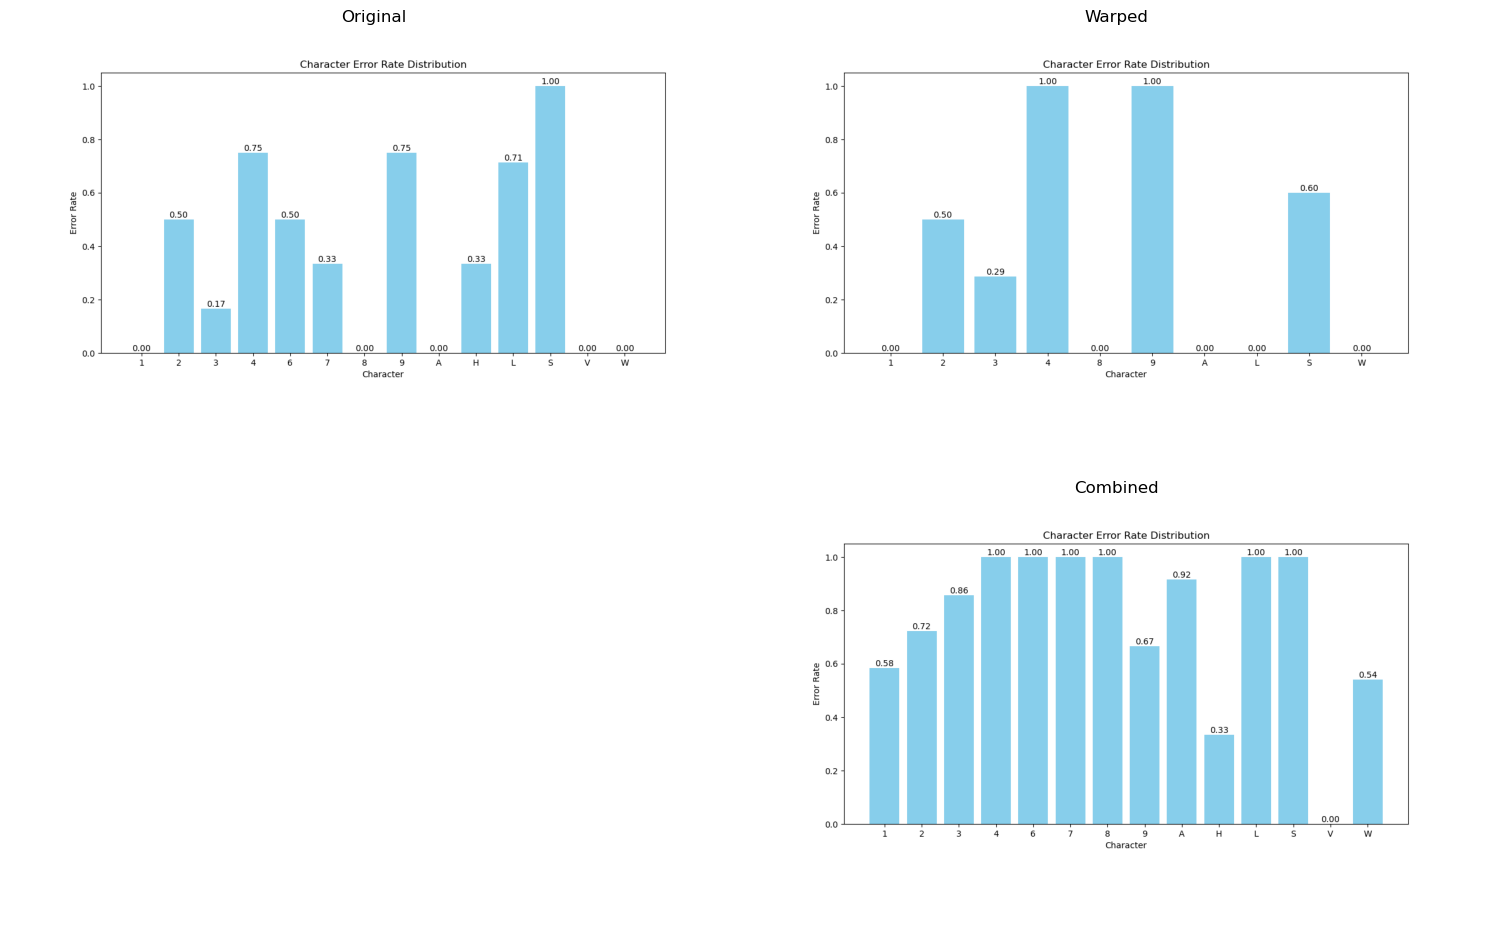 Original
Character Error Rate Distribution
Error Rate
1.0
0.8
0.6
0.4
0.2
0.0
0.00 0.50 0.17 0.75 0.50 0.33 0.00 0.75 0.00 0.33 0.71 1.00 0.00 0.00
1 2 3 4 6 7 8 9 A H L S V W
Character
Warped
Character Error Rate Distribution
Error Rate
1.0
0.8
0.6
0.4
0.2
0.0
0.00 0.50 0.29 1.00 0.00 1.00 0.00 0.00 0.60 0.00
1 2 3 4 8 9 A L S W
Character
Combined
Character Error Rate Distribution
Error Rate
1.0
0.8
0.6
0.4
0.2
0.0
0.58 0.72 0.86 1.00 1.00 1.00 1.00 0.67 0.92 0.33 1.00 1.00 0.00 0.54
1 2 3 4 6 7 8 9 A H L S V W
Character